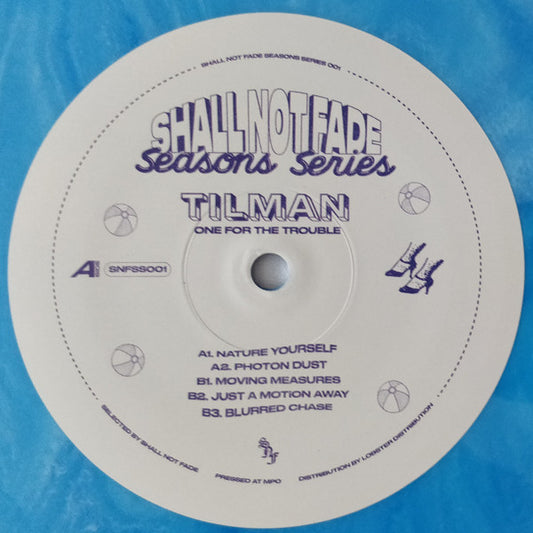 SHALL NOT FADE SEASONS SERIES 001
SHALL NOT FADE
Seasons Series
TILMAN
ONE FOR THE TROUBLE
A SIDE SNFSS001
A1. NATURE YOURSELF
A2. PHOTON DUST
B1. MOVING MEASURES
B2. JUST A MOTION AWAY
B3. BLURRED CHASE
SNF
SELECTED BY SHALL NOT FADE
PRESSED AT MPO
DISTRIBUTION BY LOBSTER DISTRIBUTION